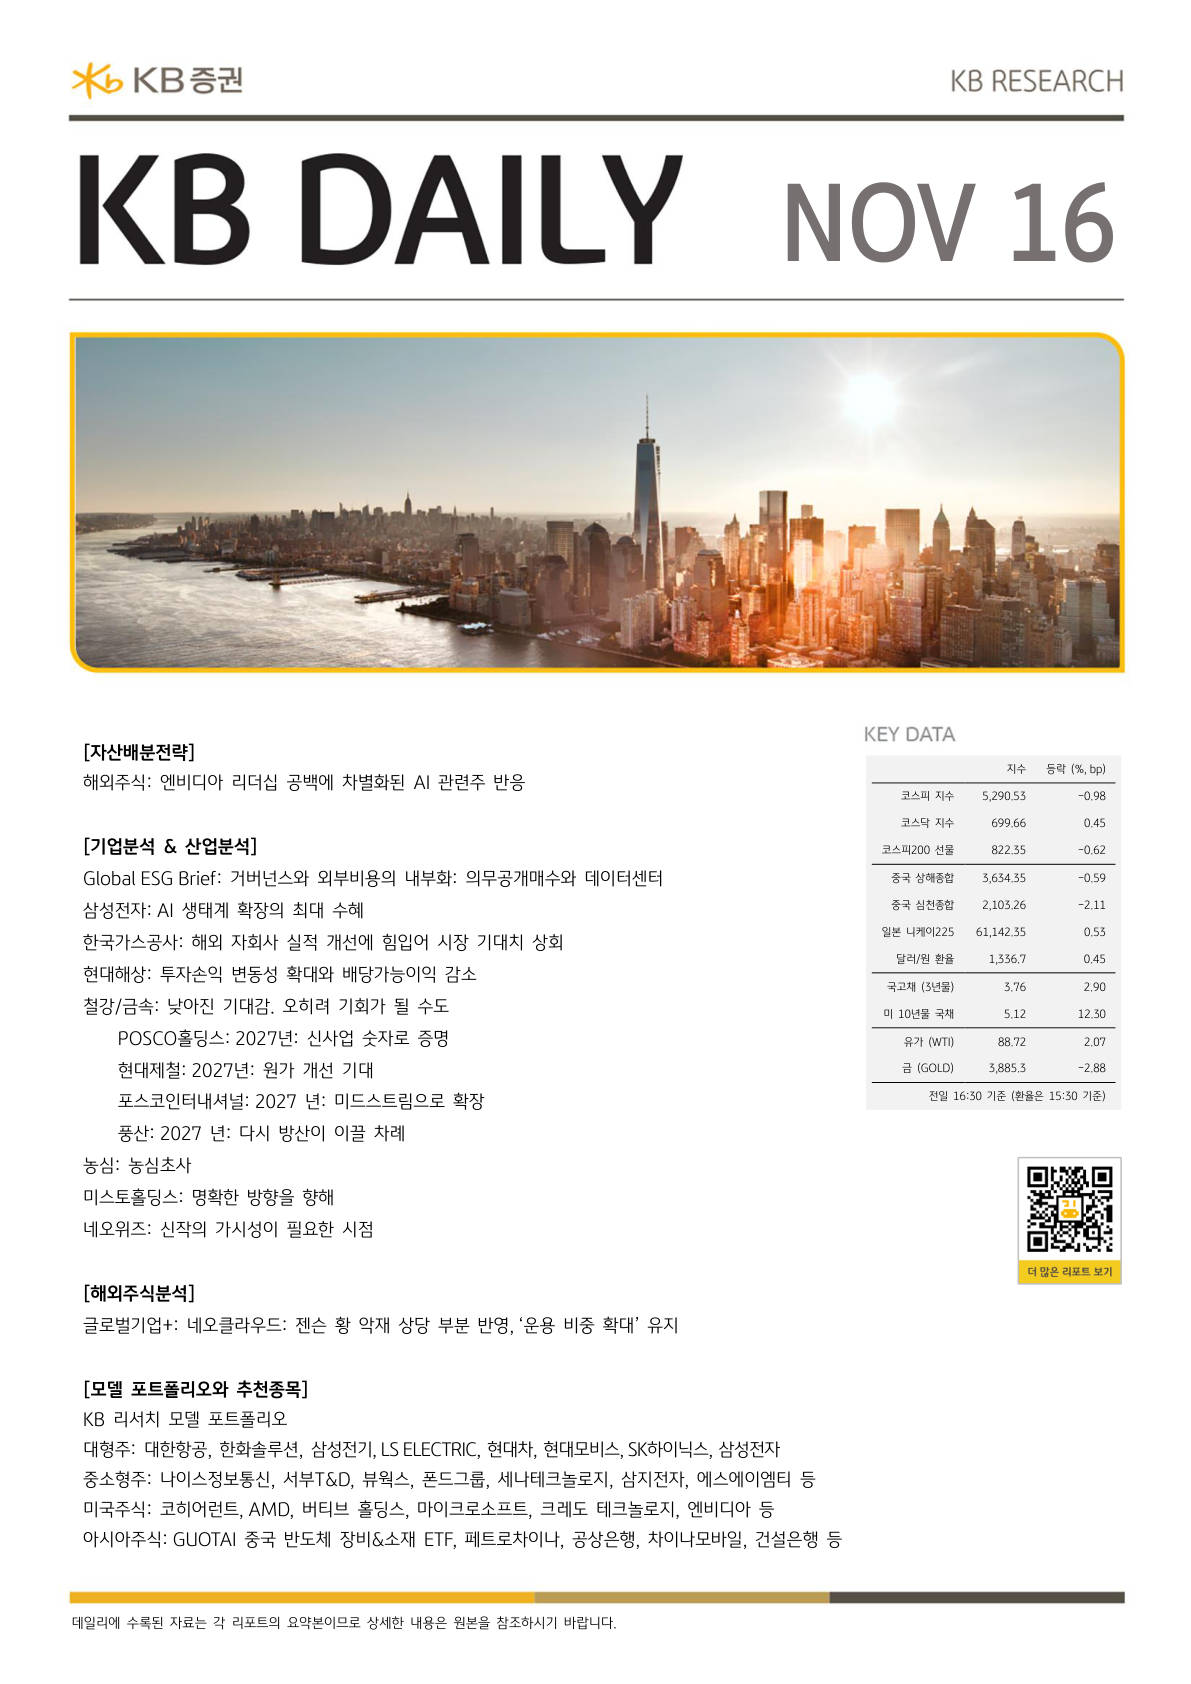 KB증권
KB RESEARCH
KB DAILY NOV 16
[자산배분전략]
해외주식: 엔비디아 리더십 공백에 차별화된 AI 관련주 반응
[기업분석 & 산업분석]
Global ESG Brief: 거버넌스와 외부비용의 내부화: 의무공개매수와 데이터센터
삼성전자: AI 생태계 확장의 최대 수혜
한국가스공사: 해외 자회사 실적 개선에 힘입어 시장 기대치 상회
현대해상: 투자손익 변동성 확대와 배당가능이익 감소
철강/금속: 낮아진 기대감. 오히려 기회가 될 수도
POSCO홀딩스: 2027년: 신사업 숫자로 증명
현대제철: 2027년: 원가 개선 기대
포스코인터내셔널: 2027 년: 미드스트림으로 확장
풍산: 2027 년: 다시 방산이 이끌 차례
농심: 농심초사
미스토홀딩스: 명확한 방향을 향해
네오위즈: 신작의 가시성이 필요한 시점
[해외주식분석]
글로벌기업+: 네오클라우드: 젠슨 황 악재 상당 부분 반영, ‘운용 비중 확대’ 유지
[모델 포트폴리오와 추천종목]
KB 리서치 모델 포트폴리오
대형주: 대한항공, 한화솔루션, 삼성전기, LS ELECTRIC, 현대차, 현대모비스, SK하이닉스, 삼성전자
중소형주: 나이스정보통신, 서부T&D, 뷰웍스, 폰드그룹, 세나테크놀로지, 삼지전자, 에스에이엠티 등
미국주식: 코히어런트, AMD, 버티브 홀딩스, 마이크로소프트, 크레도 테크놀로지, 엔비디아 등
아시아주식: GUOTAI 중국 반도체 장비&소재 ETF, 페트로차이나, 공상은행, 차이나모바일, 건설은행 등
KEY DATA
지수 등락 (%, bp)
코스피 지수 5,290.53 -0.98
코스닥 지수 699.66 0.45
코스피200 선물 822.35 -0.62
중국 상해종합 3,634.35 -0.59
중국 심천종합 2,103.26 -2.11
일본 니케이225 61,142.35 0.53
달러/원 환율 1,336.7 0.45
국고채 (3년물) 3.76 2.90
미 10년물 국채 5.12 12.30
유가 (WTI) 88.72 2.07
금 (GOLD) 3,885.3 -2.88
전일 16:30 기준 (환율은 15:30 기준)
더 많은 리포트 보기
데일리에 수록된 자료는 각 리포트의 요약본이므로 상세한 내용은 원본을 참조하시기 바랍니다.